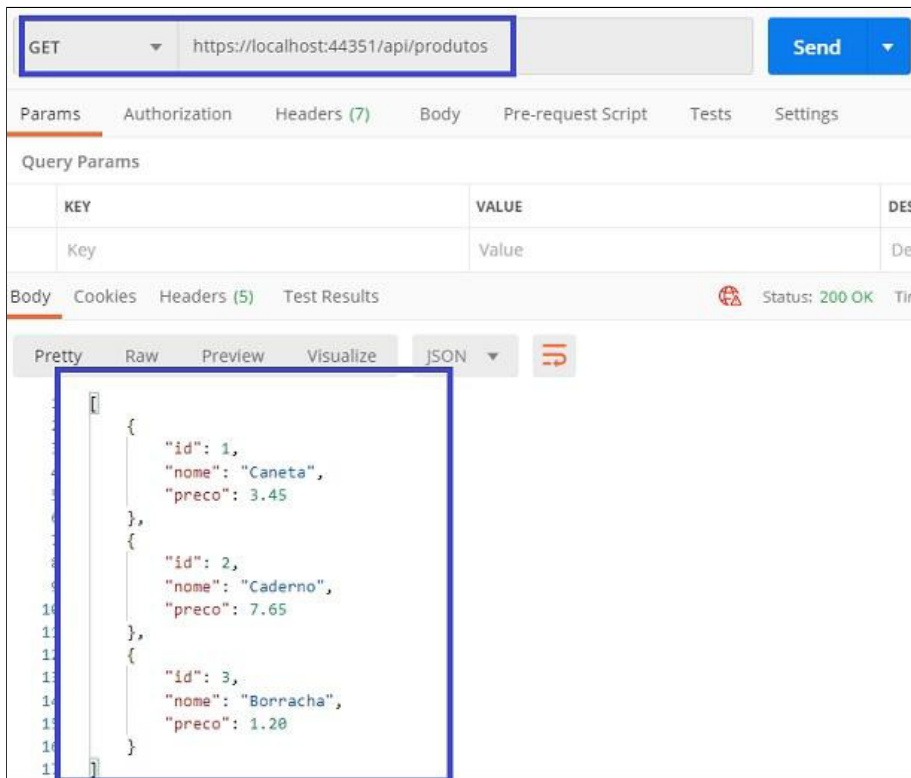 GET https://localhost:44351/api/produtos Send
Params Authorization Headers (7) Body Pre-request Script Tests Settings
Query Params
KEY VALUE
Key Value
Body Cookies Headers (5) Test Results Status: 200 OK
Pretty Raw Preview Visualize JSON
[
{
"id": 1,
"nome": "Caneta",
"preco": 3.45
},
{
"id": 2,
"nome": "Caderno",
"preco": 7.65
},
{
"id": 3,
"nome": "Borracha",
"preco": 1.20
}
]